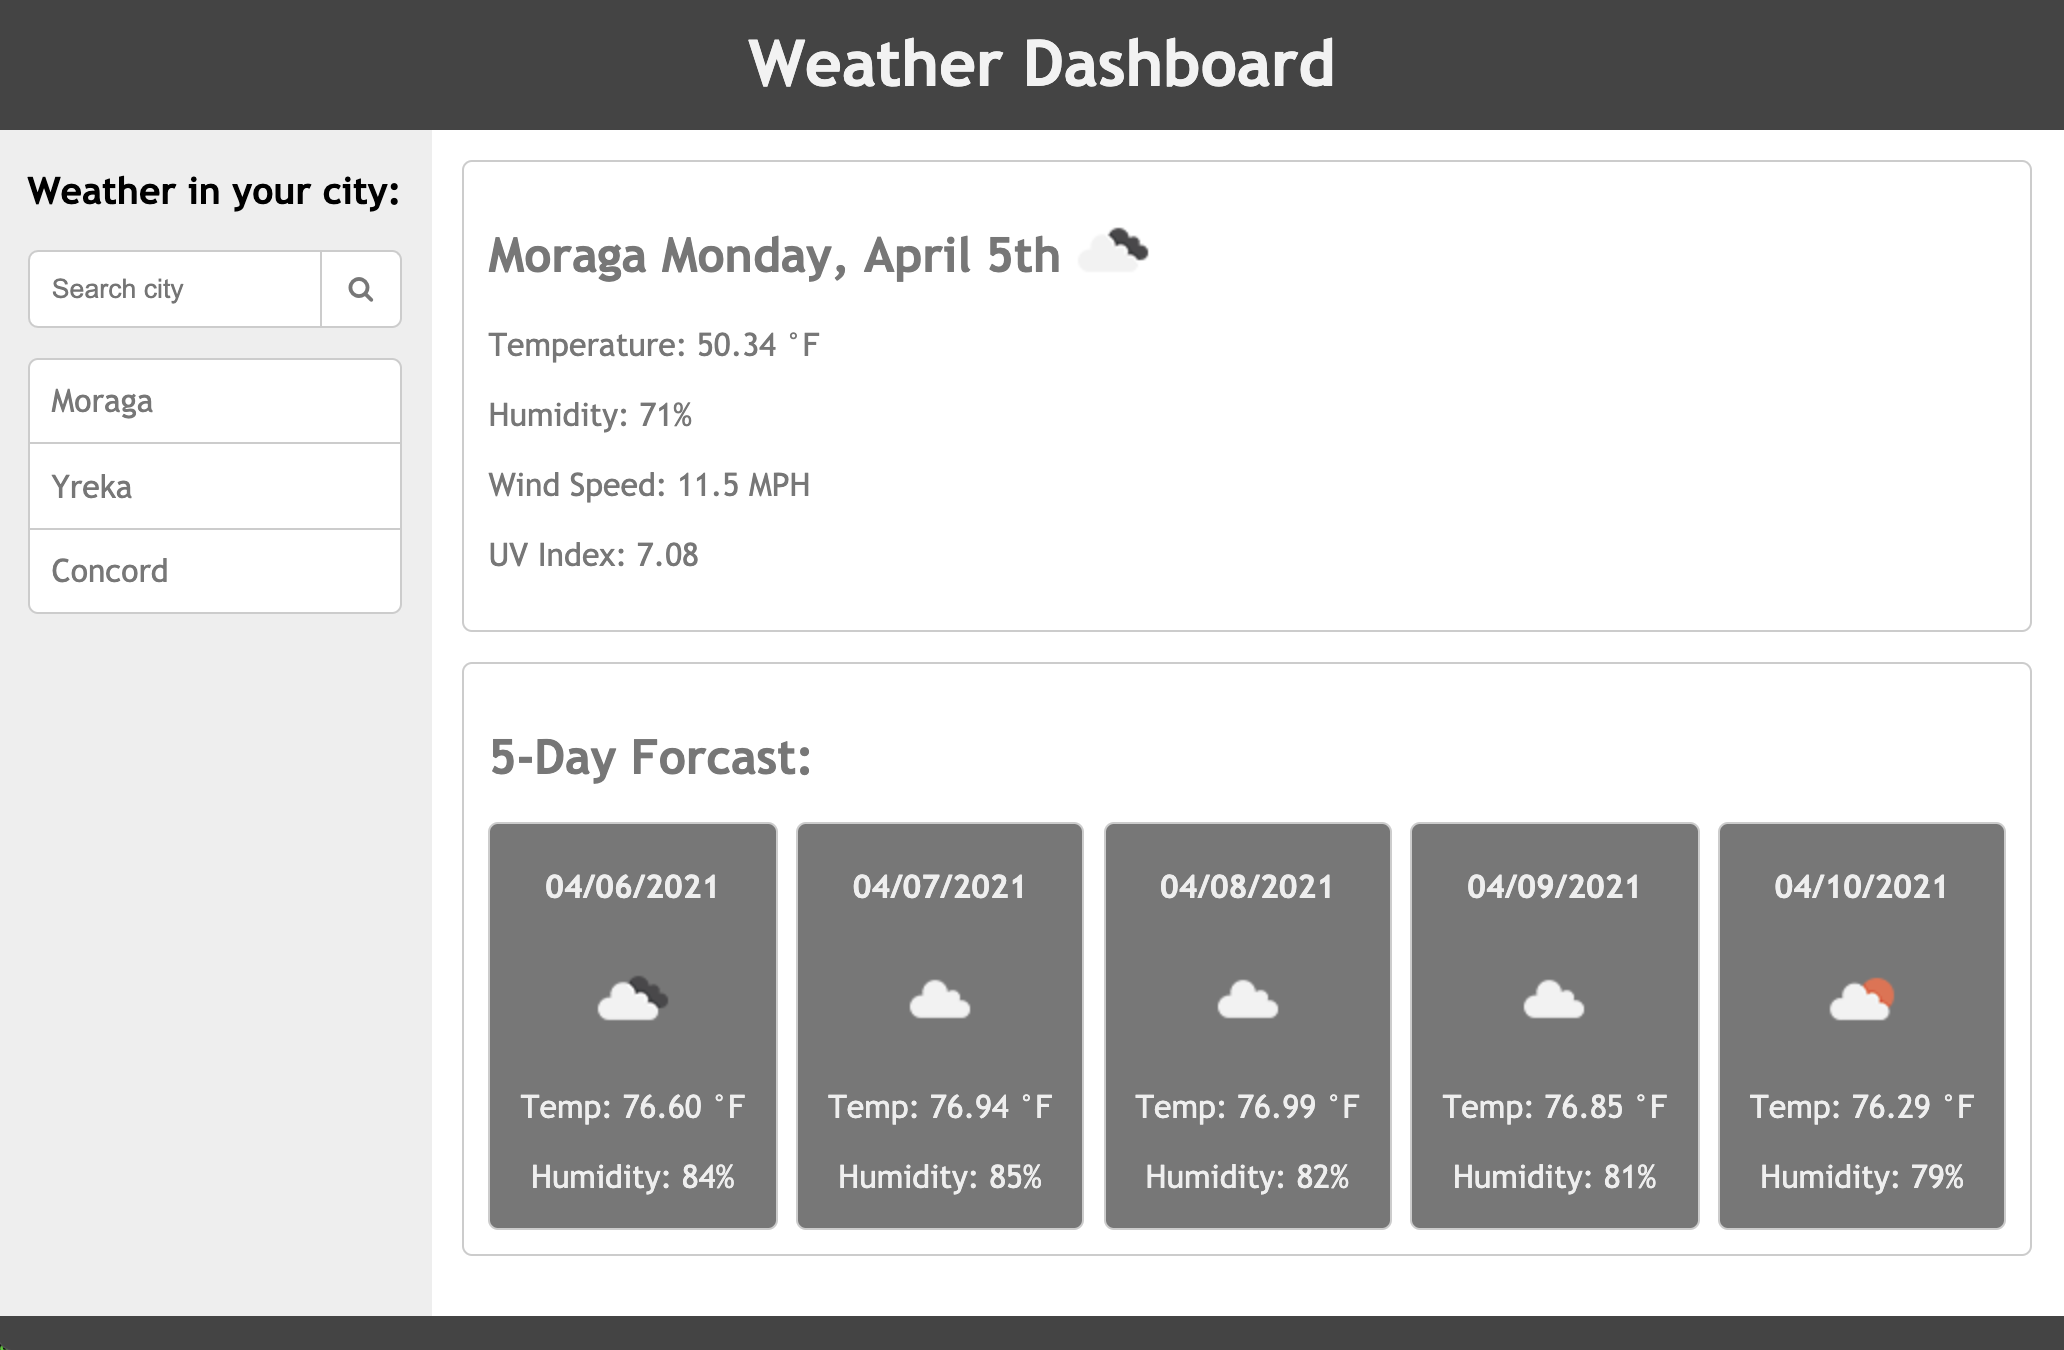 Weather Dashboard
Weather in your city:
Search city
Moraga
Yreka
Concord
Moraga Monday, April 5th
Temperature: 50.34 °F
Humidity: 71%
Wind Speed: 11.5 MPH
UV Index: 7.08
5-Day Forcast:
04/06/2021
Temp: 76.60 °F
Humidity: 84%
04/07/2021
Temp: 76.94 °F
Humidity: 85%
04/08/2021
Temp: 76.99 °F
Humidity: 82%
04/09/2021
Temp: 76.85 °F
Humidity: 81%
04/10/2021
Temp: 76.29 °F
Humidity: 79%